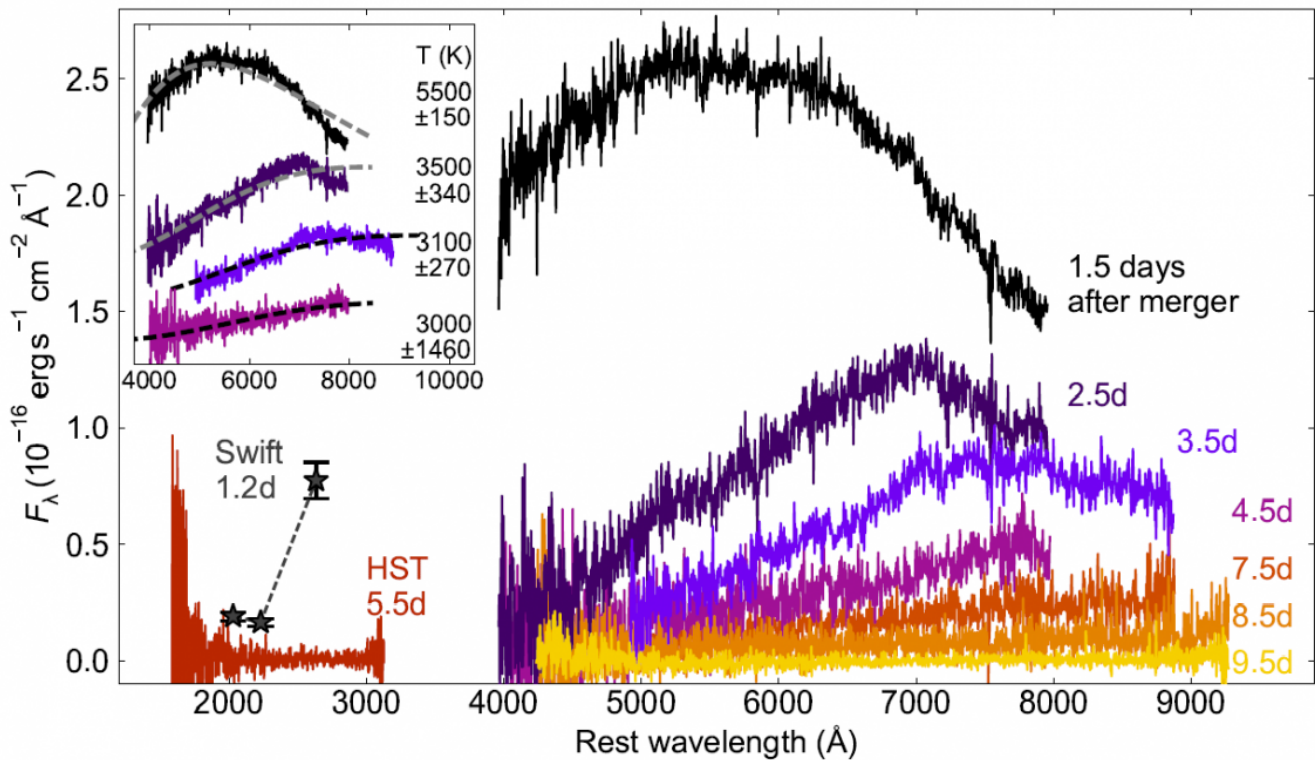 F_λ (10⁻¹⁶ ergs⁻¹ cm⁻² Å⁻¹)
2.5
2.0
1.5
1.0
0.5
0.0
T (K)
5500
±150
3500
±340
3100
±270
3000
±1460
4000 6000 8000 10000
1.5 days
after merger
2.5d
3.5d
4.5d
7.5d
8.5d
9.5d
Swift
1.2d
HST
5.5d
2000 3000 4000 5000 6000 7000 8000 9000
Rest wavelength (Å)